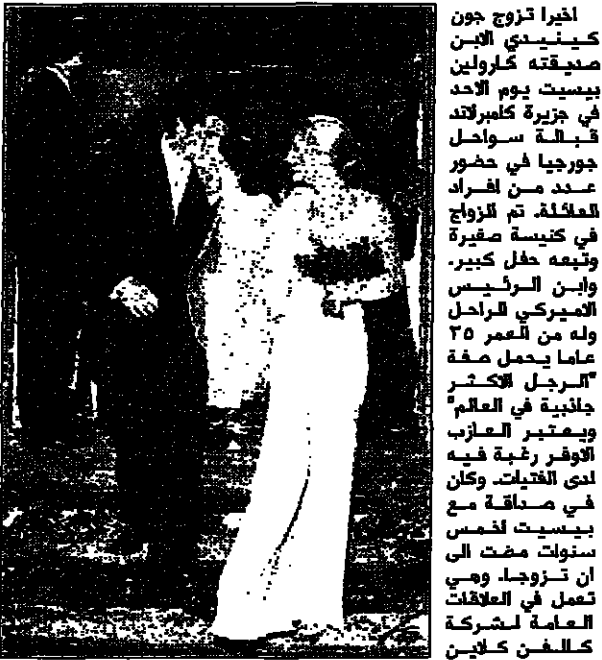 اخيرا تزوج جون
كينيدي الابن
صديقته كارولين
بيسيت يوم الاحد
في جزيرة كامبرلاند
قبالة سواحل
جورجيا في حضور
عدد من افراد
العائلة. تم الزواج
في كنيسة صغيرة
وتبعه حفل كبير.
وابن الرئيس
الاميركي الراحل
وله من العمر ٣٥
عاما يحمل صفة
"الرجل الاكثر
جاذبية في العالم"
ويعتبر العازب
الاوفر رغبة فيه
لدى الفتيات. وكان
في صداقة مع
بيسيت لخمس
سنوات مضت الى
ان تزوجا. وهي
تعمل في العلاقات
العامة لشركة
كالفن كلاين